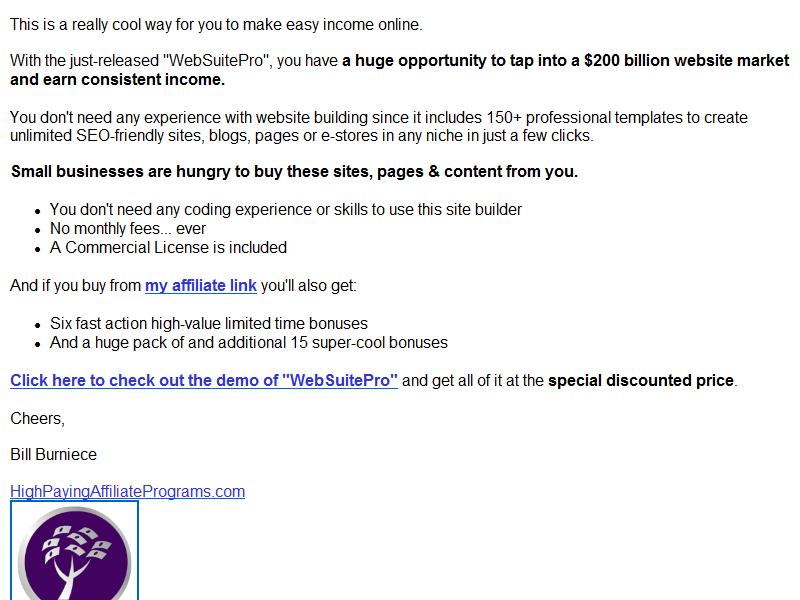 This is a really cool way for you to make easy income online.
With the just-released "WebSuitePro", you have a huge opportunity to tap into a $200 billion website market
and earn consistent income.
You don't need any experience with website building since it includes 150+ professional templates to create
unlimited SEO-friendly sites, blogs, pages or e-stores in any niche in just a few clicks.
Small businesses are hungry to buy these sites, pages & content from you.
• You don't need any coding experience or skills to use this site builder
• No monthly fees... ever
• A Commercial License is included
And if you buy from my affiliate link you'll also get:
• Six fast action high-value limited time bonuses
• And a huge pack of and additional 15 super-cool bonuses
Click here to check out the demo of "WebSuitePro" and get all of it at the special discounted price.
Cheers,
Bill Burniece
HighPayingAffiliatePrograms.com